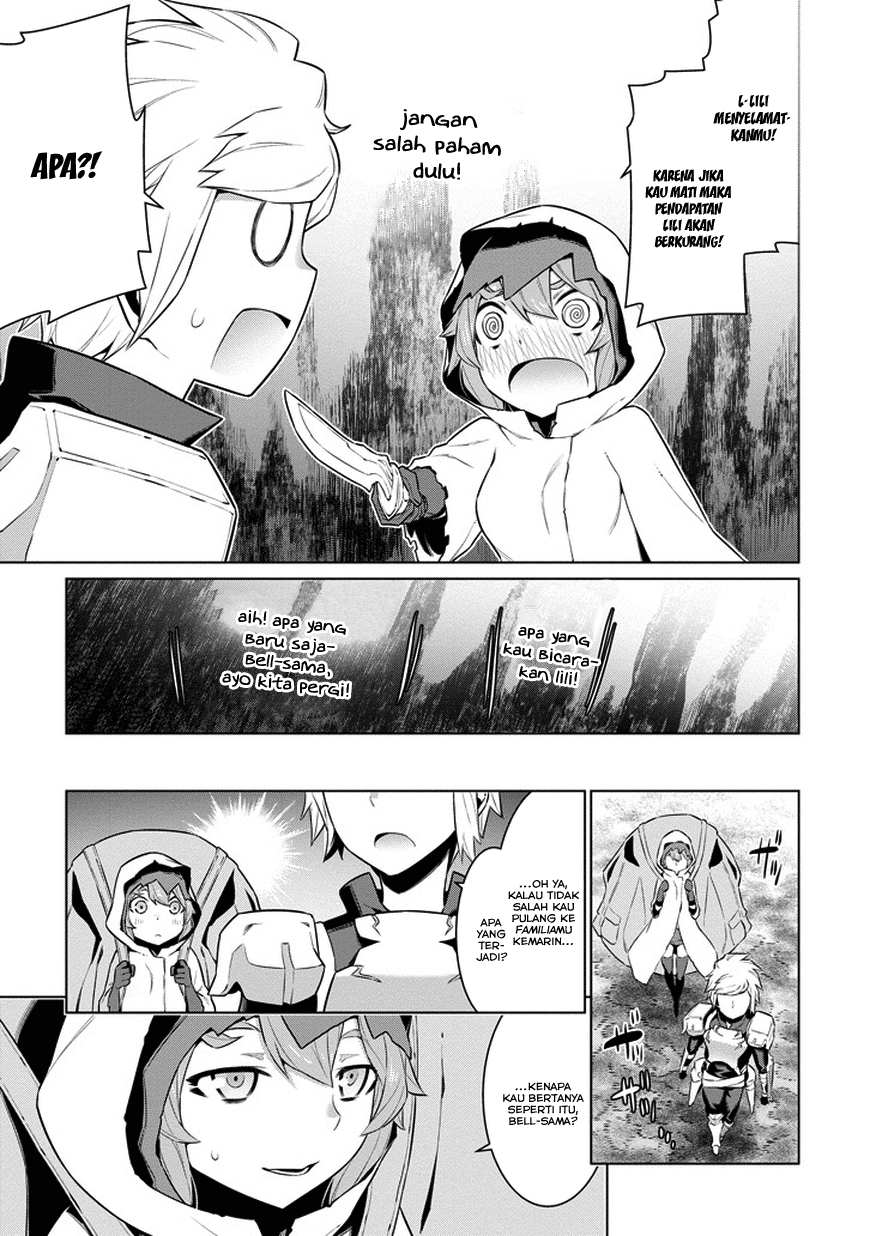 L-LILI
MENYELAMAT-
KANMU!
KARENA JIKA
KAU MATI MAKA
PENDAPATAN
LILI AKAN
BERKURANG!
jangan
salah paham
dulu!
APA?!
apa yang
kau bicara-
kan lili!
aih! apa yang
baru saja-
bell-sama,
ayo kita pergi!
...OH YA,
KALAU TIDAK
SALAH KAU
PULANG KE
FAMILIAMU
KEMARIN...
APA
YANG
TER-
JADI?
...KENAPA
KAU BERTANYA
SEPERTI ITU,
BELL-SAMA?